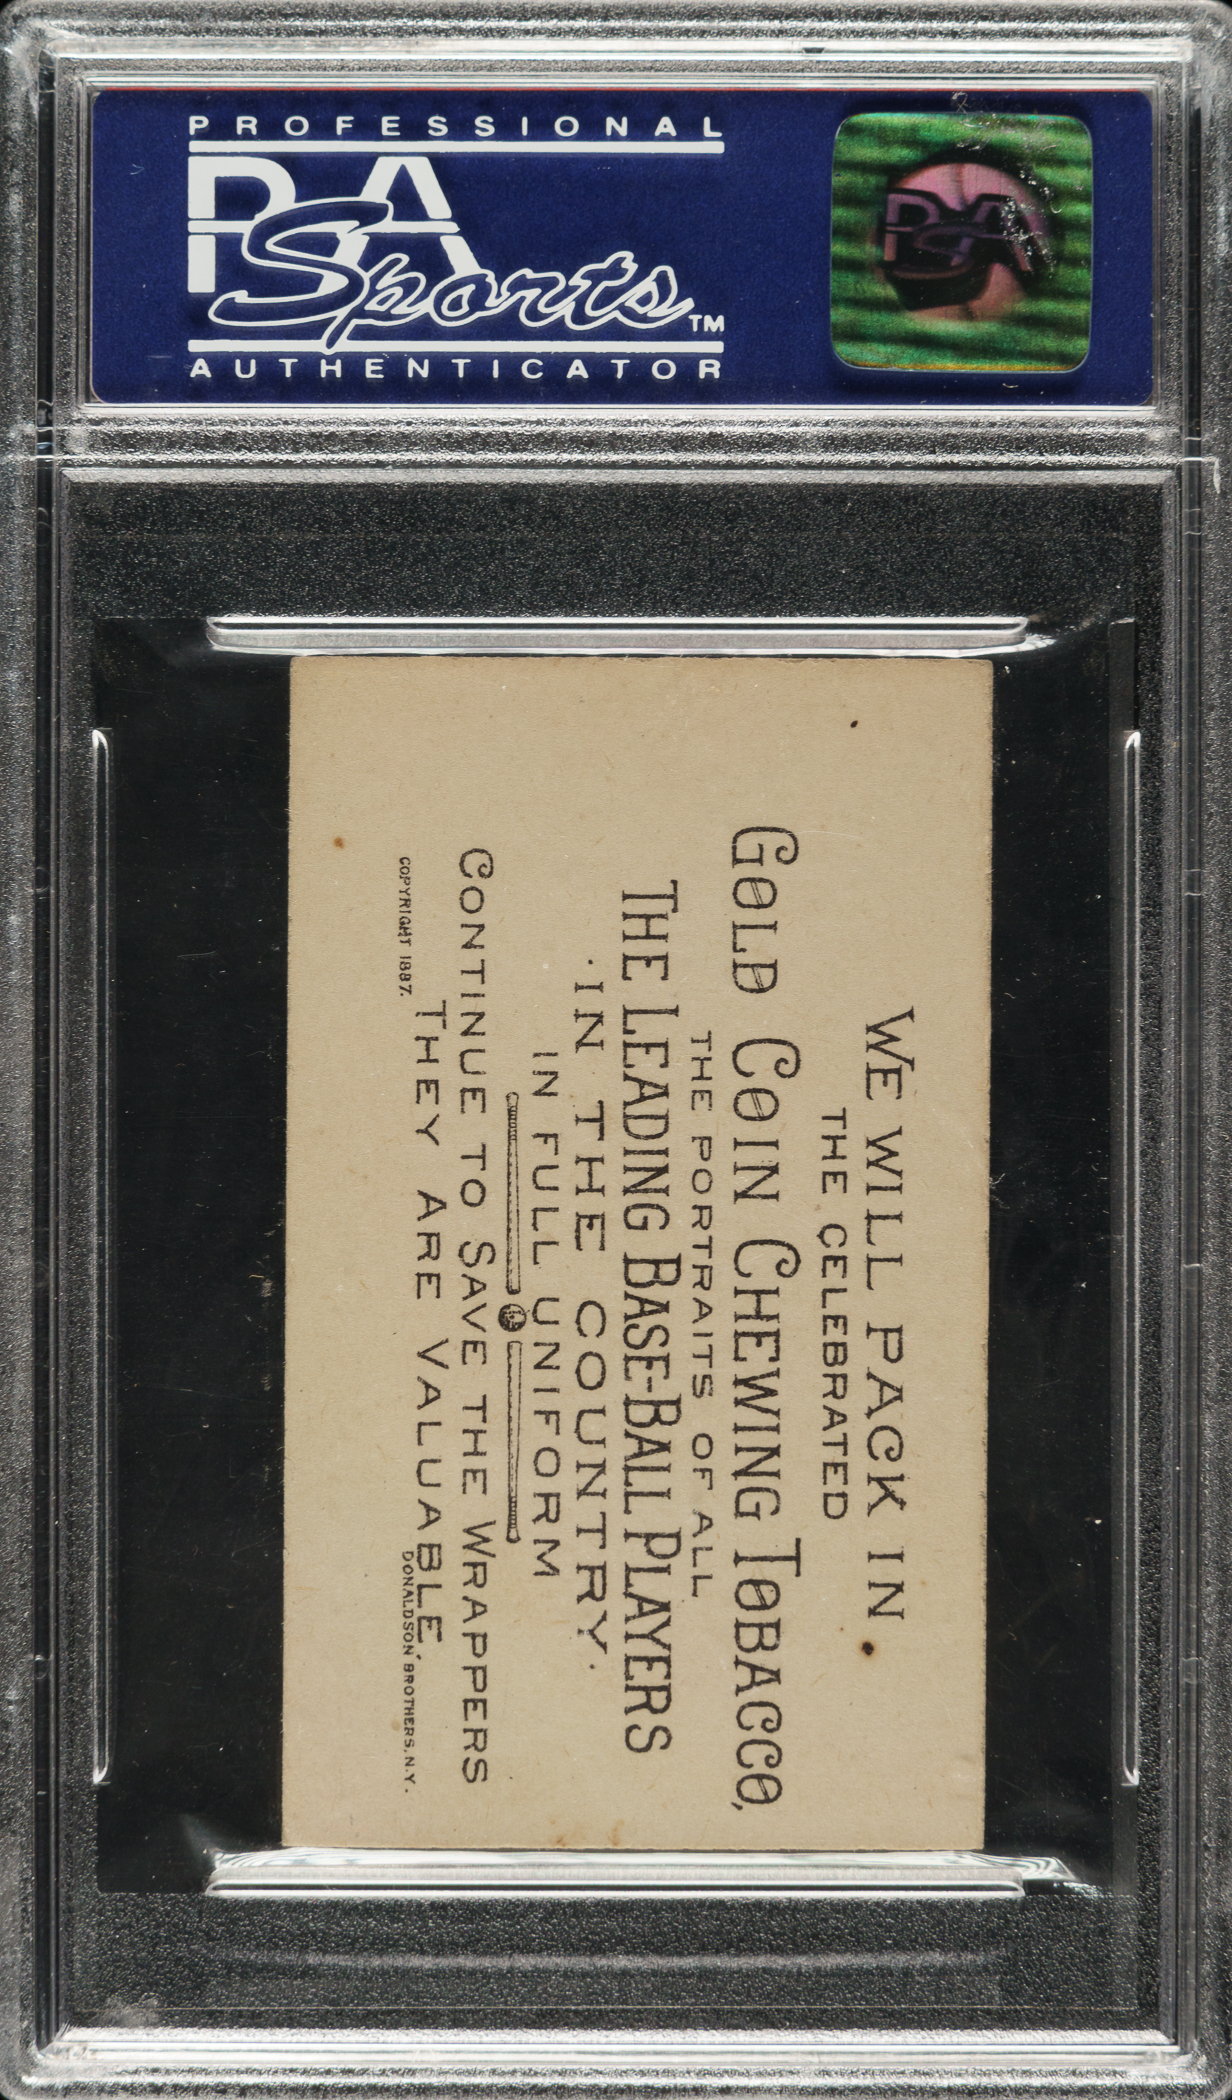 PROFESSIONAL
PSA
Sports™
AUTHENTICATOR
PSA
WE WILL PACK IN
THE CELEBRATED
GOLD COIN CHEWING TOBACCO,
THE PORTRAITS OF ALL
THE LEADING BASE-BALL PLAYERS
·IN THE COUNTRY.
IN FULL UNIFORM
CONTINUE TO SAVE THE WRAPPERS
THEY ARE VALUABLE.
COPYRIGHT 1887.
DONALDSON BROTHERS, N.Y.